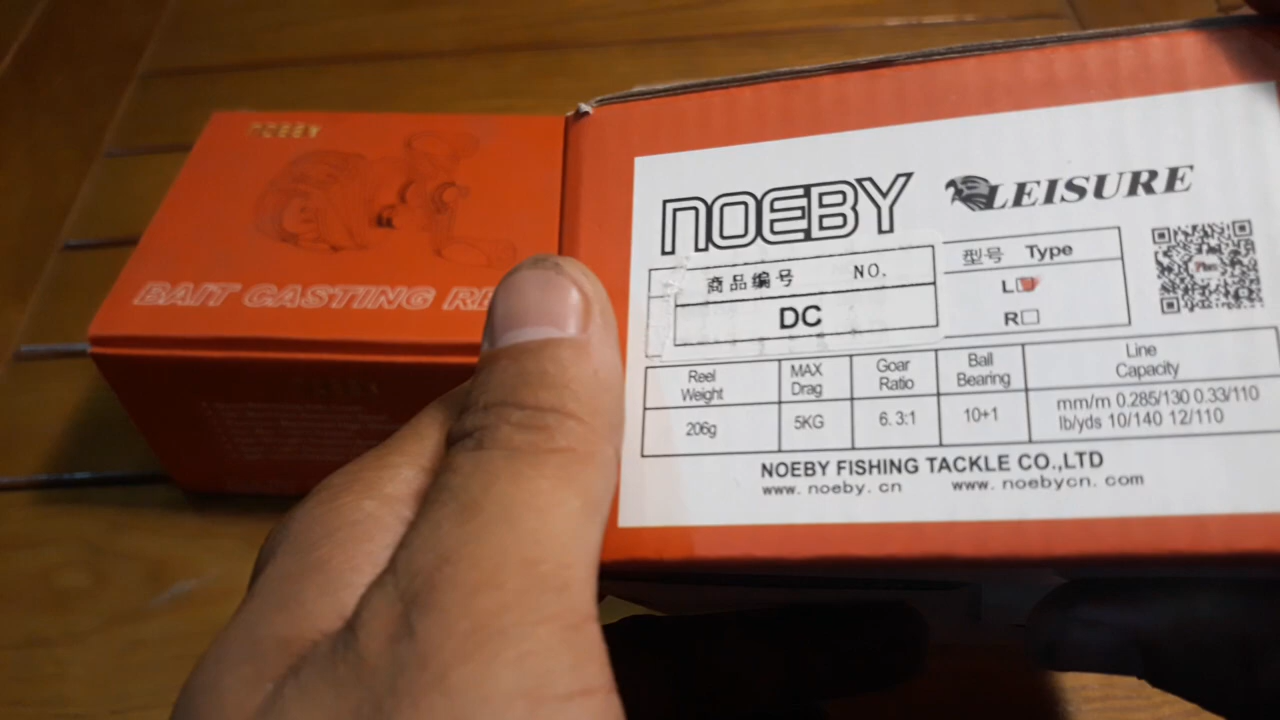 NOEBY
BAIT CASTING RE
NOEBY LEISURE
商品编号 NO.
DC
型号 Type
L
R
Reel Weight
MAX Drag
Goar Ratio
Ball Bearing
Line Capacity
206g
5KG
6.3:1
10+1
mm/m 0.285/130 0.33/110
lb/yds 10/140 12/110
NOEBY FISHING TACKLE CO.,LTD
www.noeby.cn www.noebycn.com